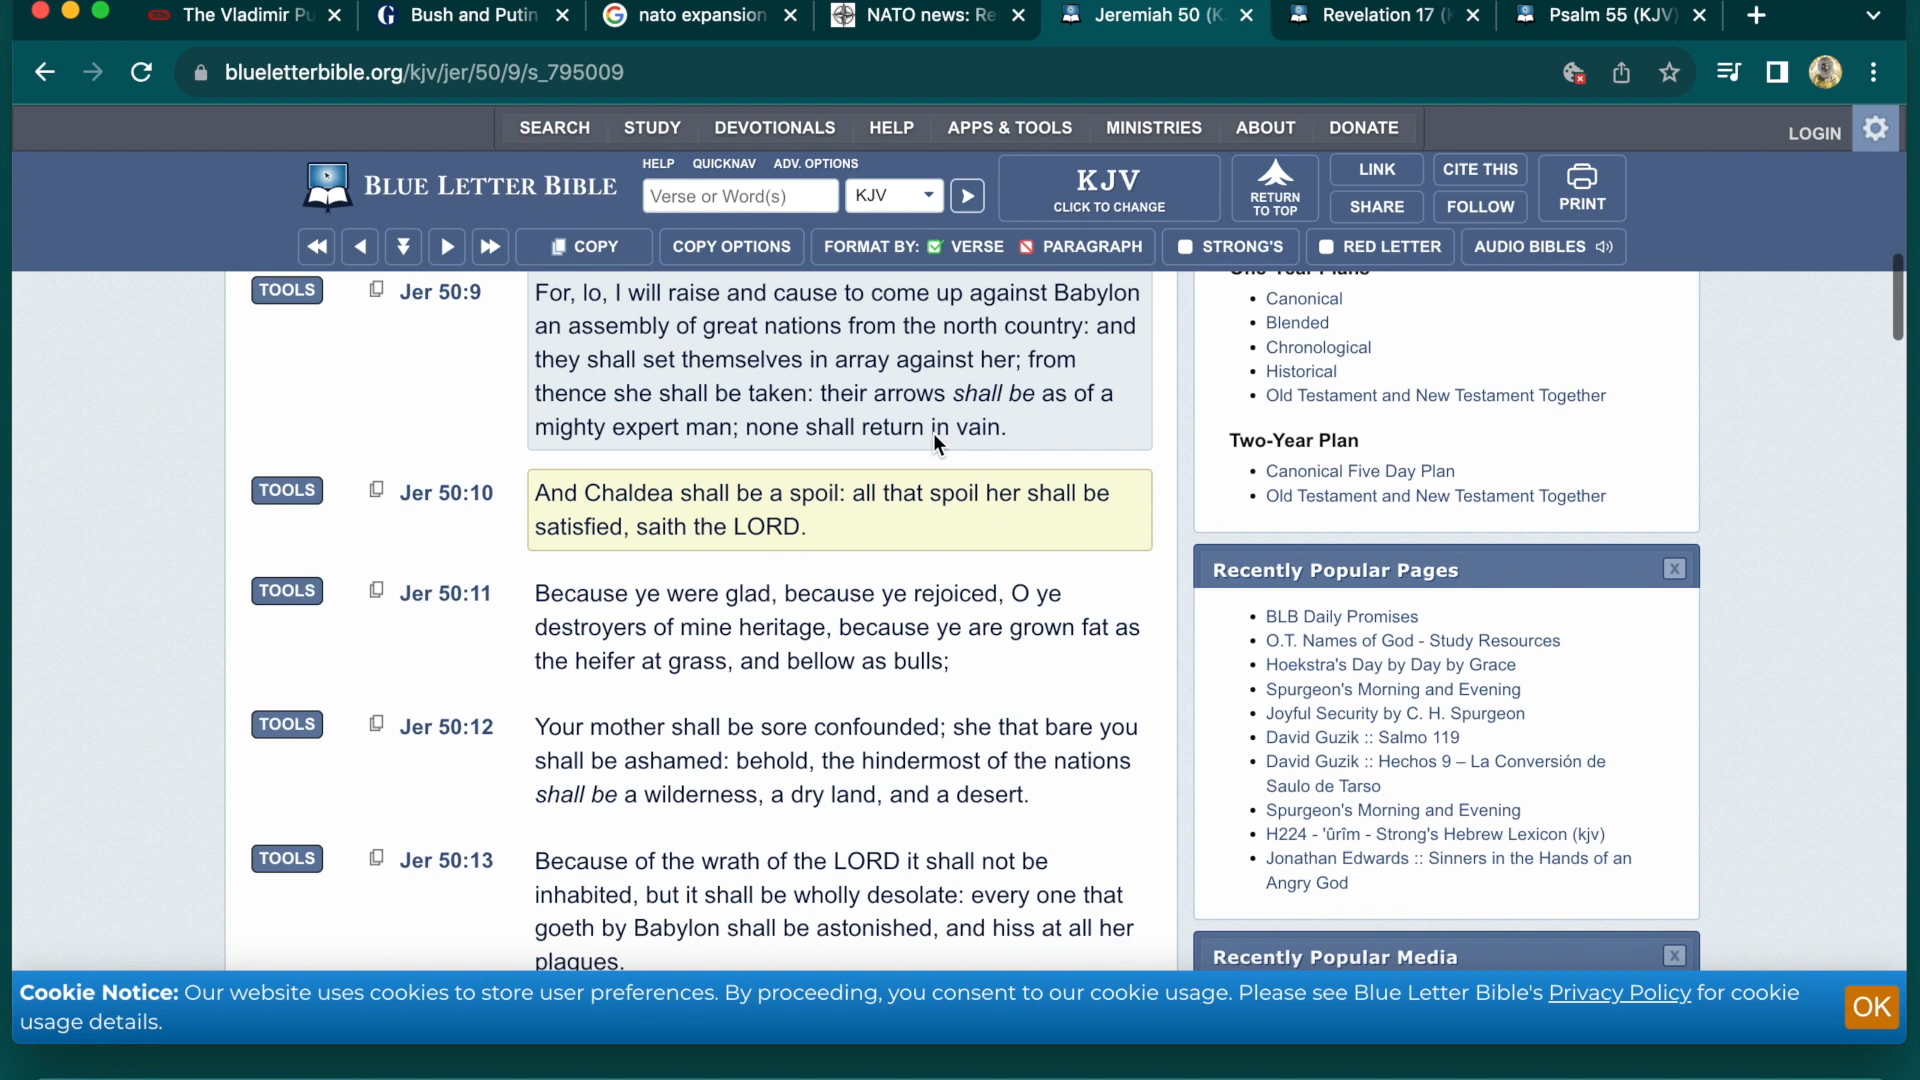 The Vladimir Pu
Bush and Putin
nato expansion
NATO news: Re
Jeremiah 50 (K
Revelation 17 (
Psalm 55 (KJV)
blueletterbible.org/kjv/jer/50/9/s_795009
SEARCH STUDY DEVOTIONALS HELP APPS & TOOLS MINISTRIES ABOUT DONATE
LOGIN
BLUE LETTER BIBLE
HELP QUICKNAV ADV. OPTIONS
Verse or Word(s)
KJV
KJV
CLICK TO CHANGE
RETURN
TO TOP
LINK
CITE THIS
SHARE
FOLLOW
PRINT
COPY
COPY OPTIONS
FORMAT BY: VERSE PARAGRAPH
STRONG'S
RED LETTER
AUDIO BIBLES
TOOLS
Jer 50:9
For, lo, I will raise and cause to come up against Babylon
an assembly of great nations from the north country: and
they shall set themselves in array against her; from
thence she shall be taken: their arrows shall be as of a
mighty expert man; none shall return in vain.
TOOLS
Jer 50:10
And Chaldea shall be a spoil: all that spoil her shall be
satisfied, saith the LORD.
TOOLS
Jer 50:11
Because ye were glad, because ye rejoiced, O ye
destroyers of mine heritage, because ye are grown fat as
the heifer at grass, and bellow as bulls;
TOOLS
Jer 50:12
Your mother shall be sore confounded; she that bare you
shall be ashamed: behold, the hindermost of the nations
shall be a wilderness, a dry land, and a desert.
TOOLS
Jer 50:13
Because of the wrath of the LORD it shall not be
inhabited, but it shall be wholly desolate: every one that
goeth by Babylon shall be astonished, and hiss at all her
plagues.
One-Year Plans
Canonical
Blended
Chronological
Historical
Old Testament and New Testament Together
Two-Year Plan
Canonical Five Day Plan
Old Testament and New Testament Together
Recently Popular Pages
X
BLB Daily Promises
O.T. Names of God - Study Resources
Hoekstra's Day by Day by Grace
Spurgeon's Morning and Evening
Joyful Security by C. H. Spurgeon
David Guzik :: Salmo 119
David Guzik :: Hechos 9 – La Conversión de
Saulo de Tarso
Spurgeon's Morning and Evening
H224 - 'ûrîm - Strong's Hebrew Lexicon (kjv)
Jonathan Edwards :: Sinners in the Hands of an
Angry God
Recently Popular Media
X
Cookie Notice: Our website uses cookies to store user preferences. By proceeding, you consent to our cookie usage. Please see Blue Letter Bible's Privacy Policy for cookie
usage details.
OK